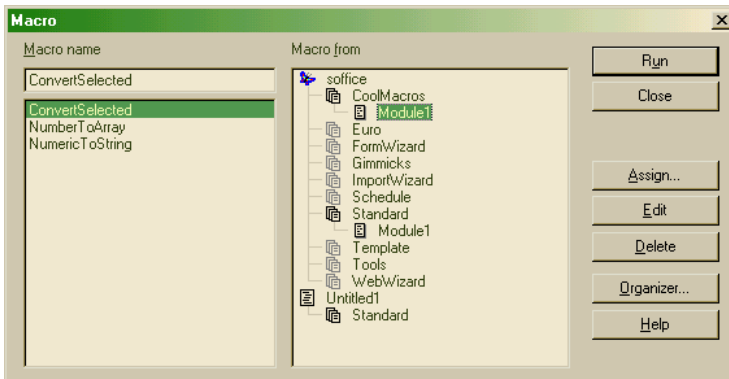 Macro
Macro name
ConvertSelected
ConvertSelected
NumberToArray
NumericToString
Macro from
soffice
CoolMacros
Module1
Euro
FormWizard
Gimmicks
ImportWizard
Schedule
Standard
Module1
Template
Tools
WebWizard
Untitled1
Standard
Run
Close
Assign...
Edit
Delete
Organizer...
Help